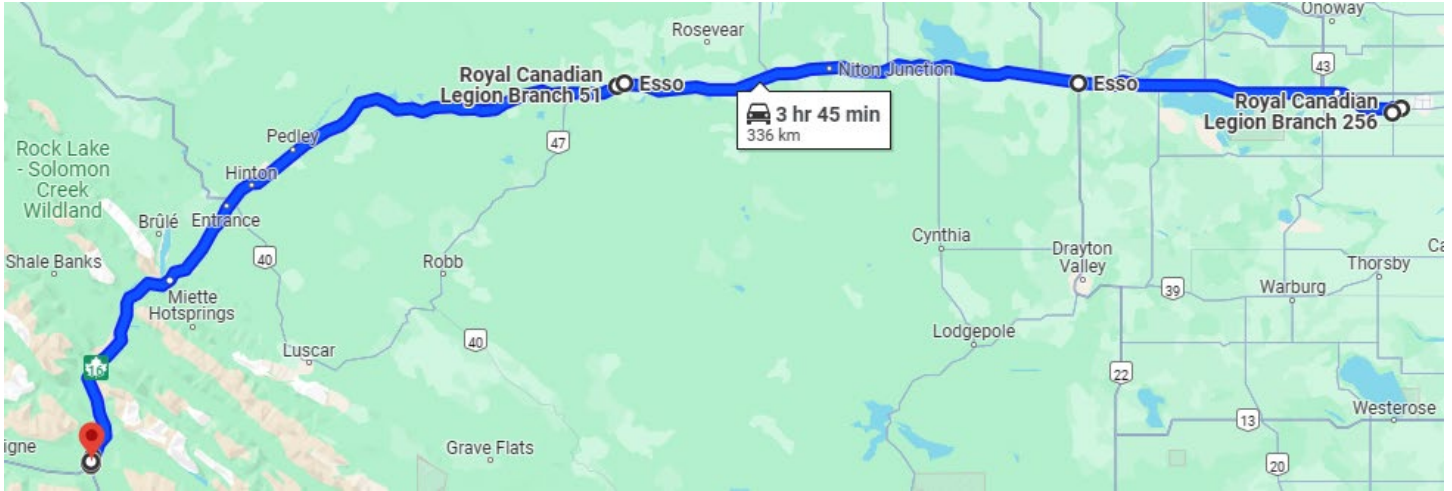 Onoway
Rosevear
43
Royal Canadian
Legion Branch 51
Esso
Niton Junction
Esso
Royal Canadian
Legion Branch 256
3 hr 45 min
336 km
Pedley
47
Rock Lake
- Solomon
Creek
Wildland
Hinton
Brûlé
Entrance
Cynthia
Drayton
Valley
Shale Banks
40
Robb
Thorsby
39
Warburg
Miette
Hotsprings
Lodgepole
40
Luscar
16
22
Westerose
13
Grave Flats
igne
20